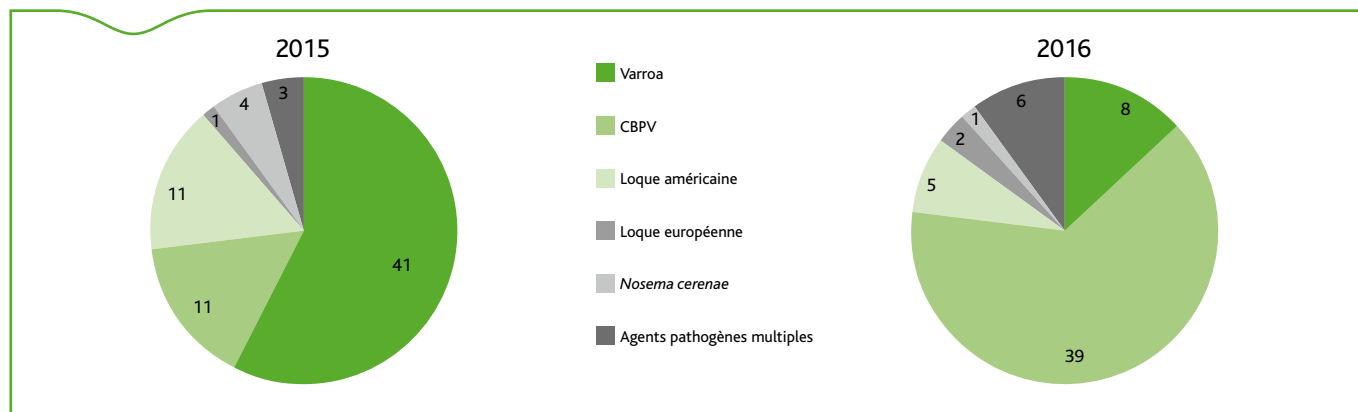 2015
3
4
1
11
11
41
Varroa
CBPV
Loque américaine
Loque européenne
Nosema cerenae
Agents pathogènes multiples
2016
6
8
1
2
5
39